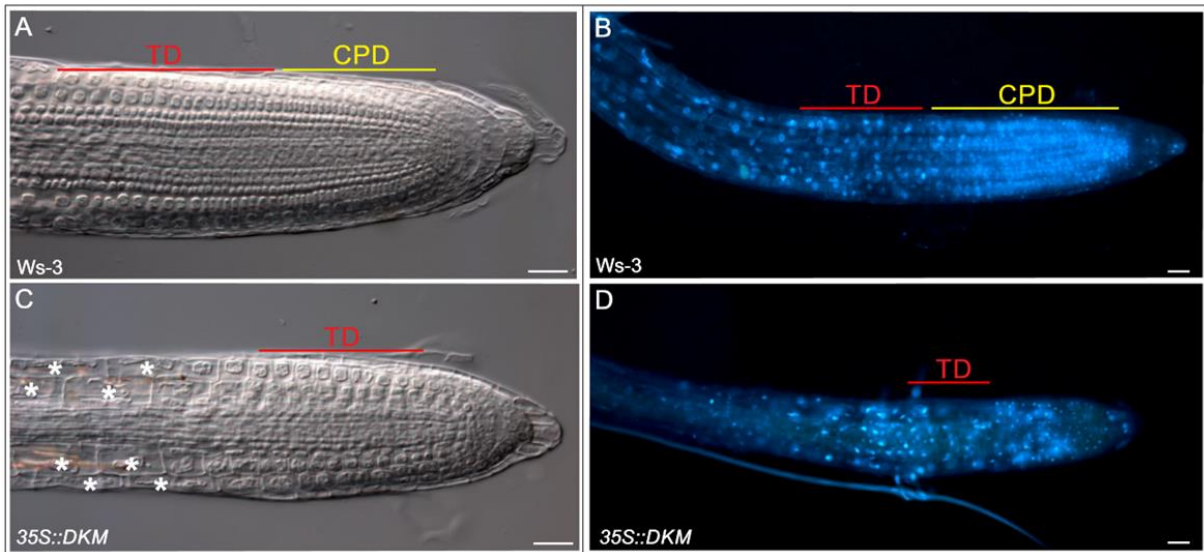 A
TD
CPD
Ws-3
B
TD
CPD
Ws-3
C
TD
* *
* *
* *
* *
35S::DKM
D
TD
35S::DKM